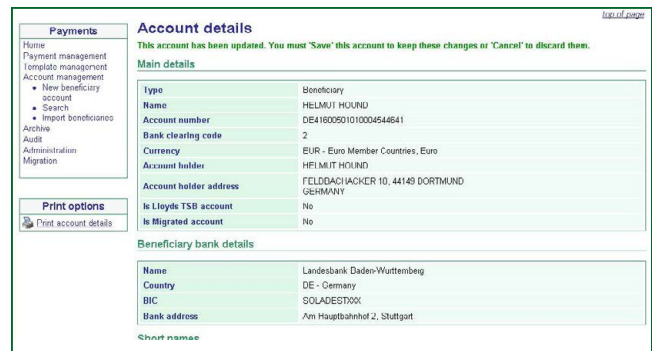 top of page
Payments
Home
Payment management
Template management
Account management
New beneficiary account
Search
Import beneficiaries
Archive
Audit
Administration
Migration
Print options
Print account details
Account details
This account has been updated. You must 'Save' this account to keep these changes or 'Cancel' to discard them.
Main details
Type Beneficiary
Name HELMUT HOUND
Account number DE41600501010004544641
Bank clearing code 2
Currency EUR - Euro Member Countries, Euro
Account holder HELMUT HOUND
Account holder address FELDBACHACKER 10, 44149 DORTMUND
GERMANY
Is Lloyds TSB account No
Is Migrated account No
Beneficiary bank details
Name Landesbank Baden-Wurttemberg
Country DE - Germany
BIC SOLADESTXXX
Bank address Am Hauptbahnhof 2, Stuttgart
Short names